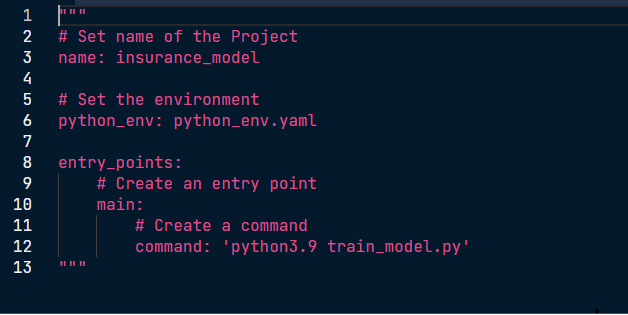 1 """
2 # Set name of the Project
3 name: insurance_model
4
5 # Set the environment
6 python_env: python_env.yaml
7
8 entry_points:
9     # Create an entry point
10     main:
11         # Create a command
12         command: 'python3.9 train_model.py'
13 """